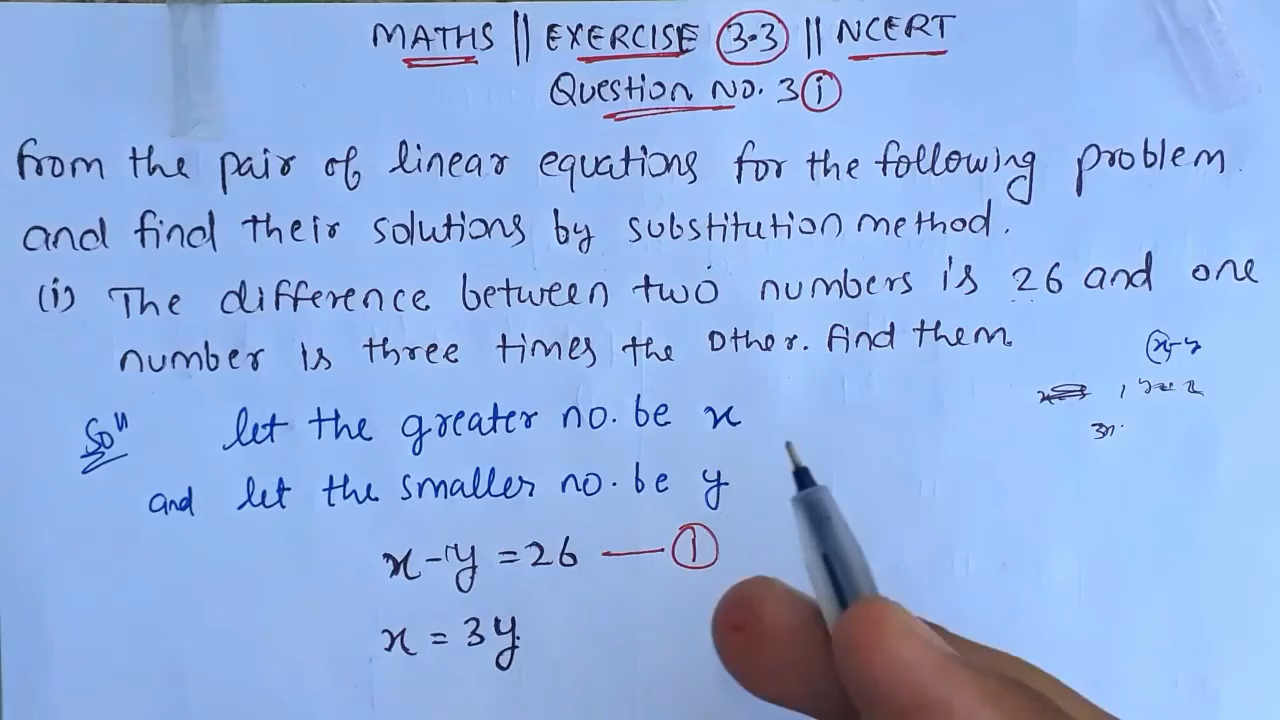 MATHS || EXERCISE 3.3 || NCERT
Question No. 3 i
from the pair of linear equations for the following problem.
and find their solutions by substitution method.
(i) The difference between two numbers is 26 and one
number is three times the other. find them.
Solⁿ let the greater no. be x
and let the smaller no. be y
x - y = 26 — 1
x = 3y